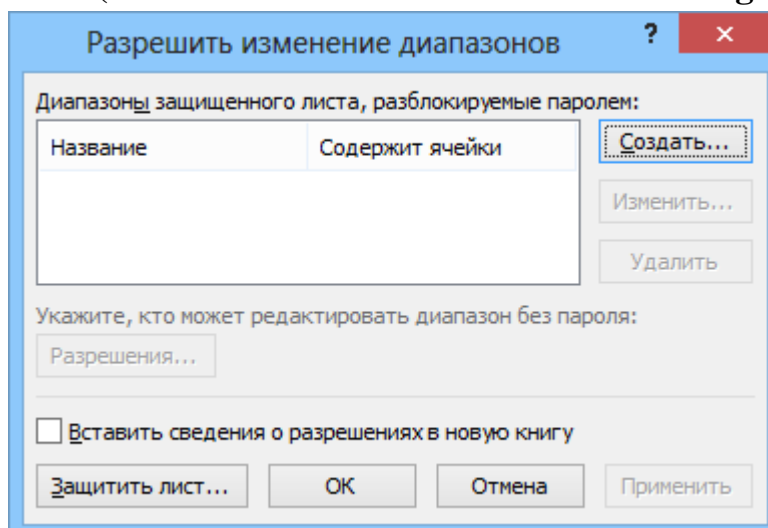 Разрешить изменение диапазонов ? ×
Диапазоны защищенного листа, разблокируемые паролем:
Название Содержит ячейки Создать...
Изменить...
Удалить
Укажите, кто может редактировать диапазон без пароля:
Разрешения...
Вставить сведения о разрешениях в новую книгу
Защитить лист... ОК Отмена Применить